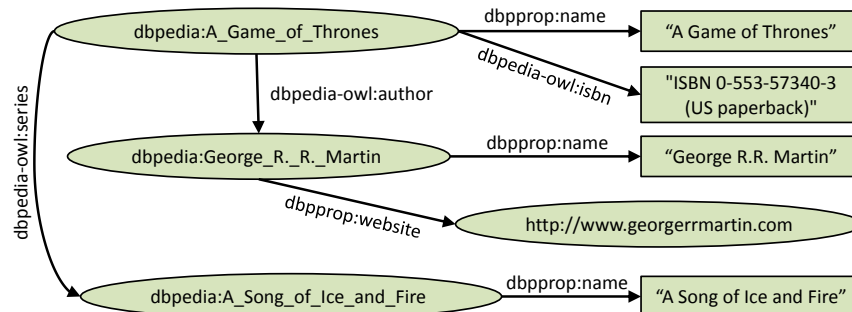 dbpprop:name
dbpedia:A_Game_of_Thrones
“A Game of Thrones”
dbpedia-owl:isbn
"ISBN 0-553-57340-3
(US paperback)"
dbpedia-owl:author
dbpedia-owl:series
dbpprop:name
dbpedia:George_R._R._Martin
“George R.R. Martin”
dbpprop:website
http://www.georgerrmartin.com
dbpprop:name
dbpedia:A_Song_of_Ice_and_Fire
“A Song of Ice and Fire”